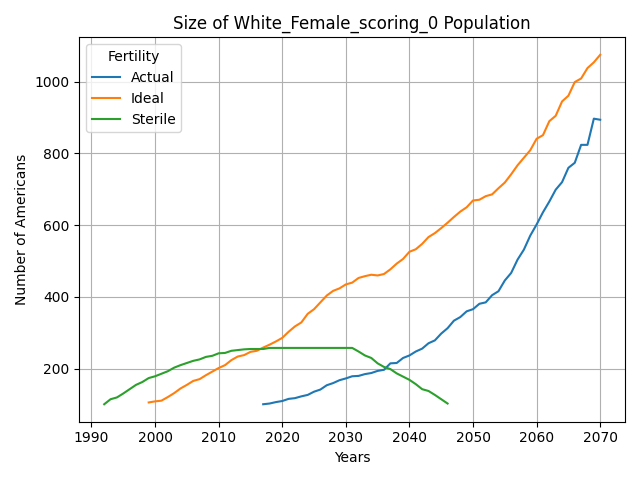 Size of White_Female_scoring_0 Population
Fertility
Actual
Ideal
Sterile
Number of Americans
1000
800
600
400
200
1990 2000 2010 2020 2030 2040 2050 2060 2070
Years